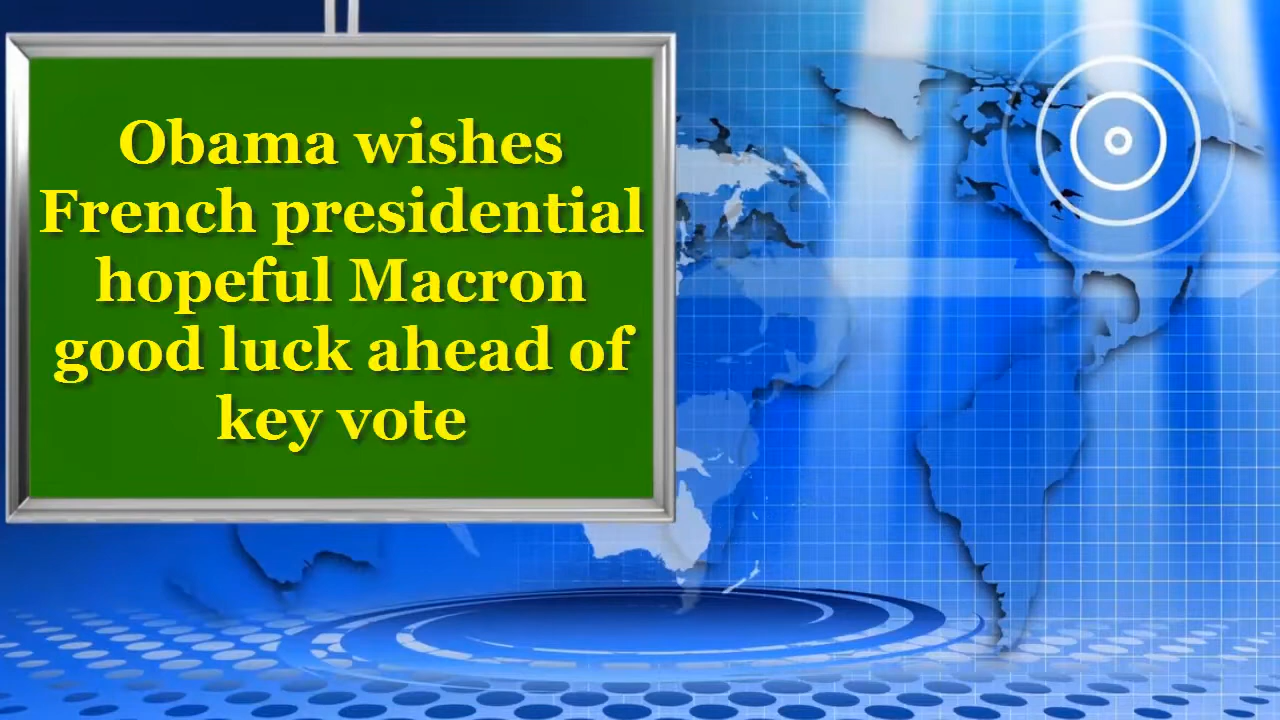 Obama wishes
French presidential
hopeful Macron
good luck ahead of
key vote